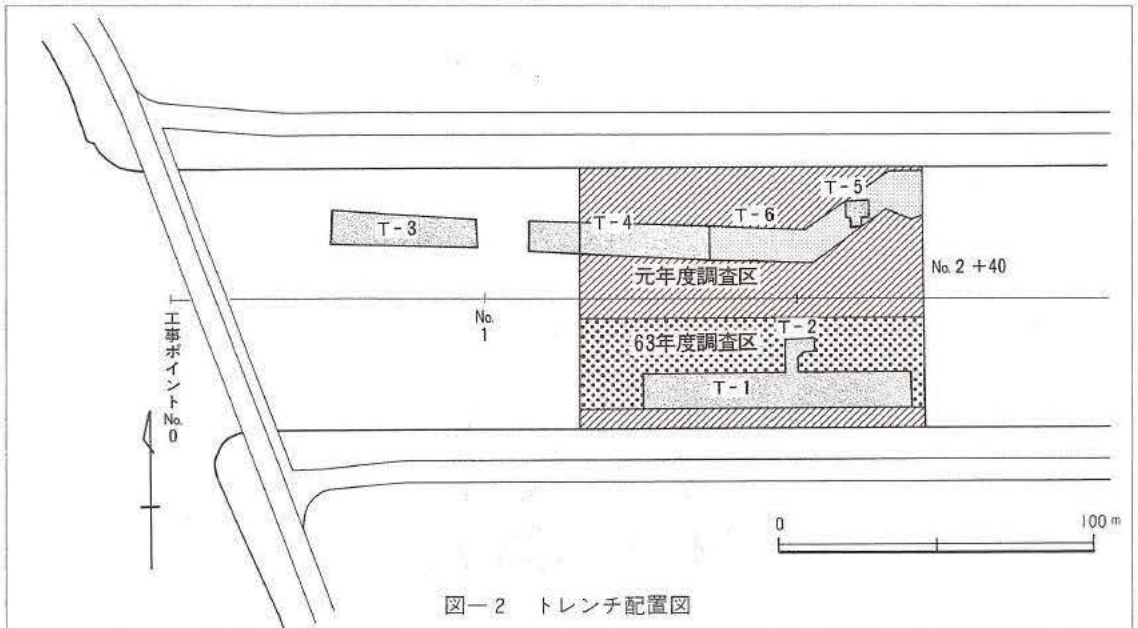 T-5
T-3
T-4
T-6
元年度調査区
No. 2 +40
工事ポイントNo.0
No. 1
T-2
63年度調査区
T-1
0
100 m
図—2 トレンチ配置図